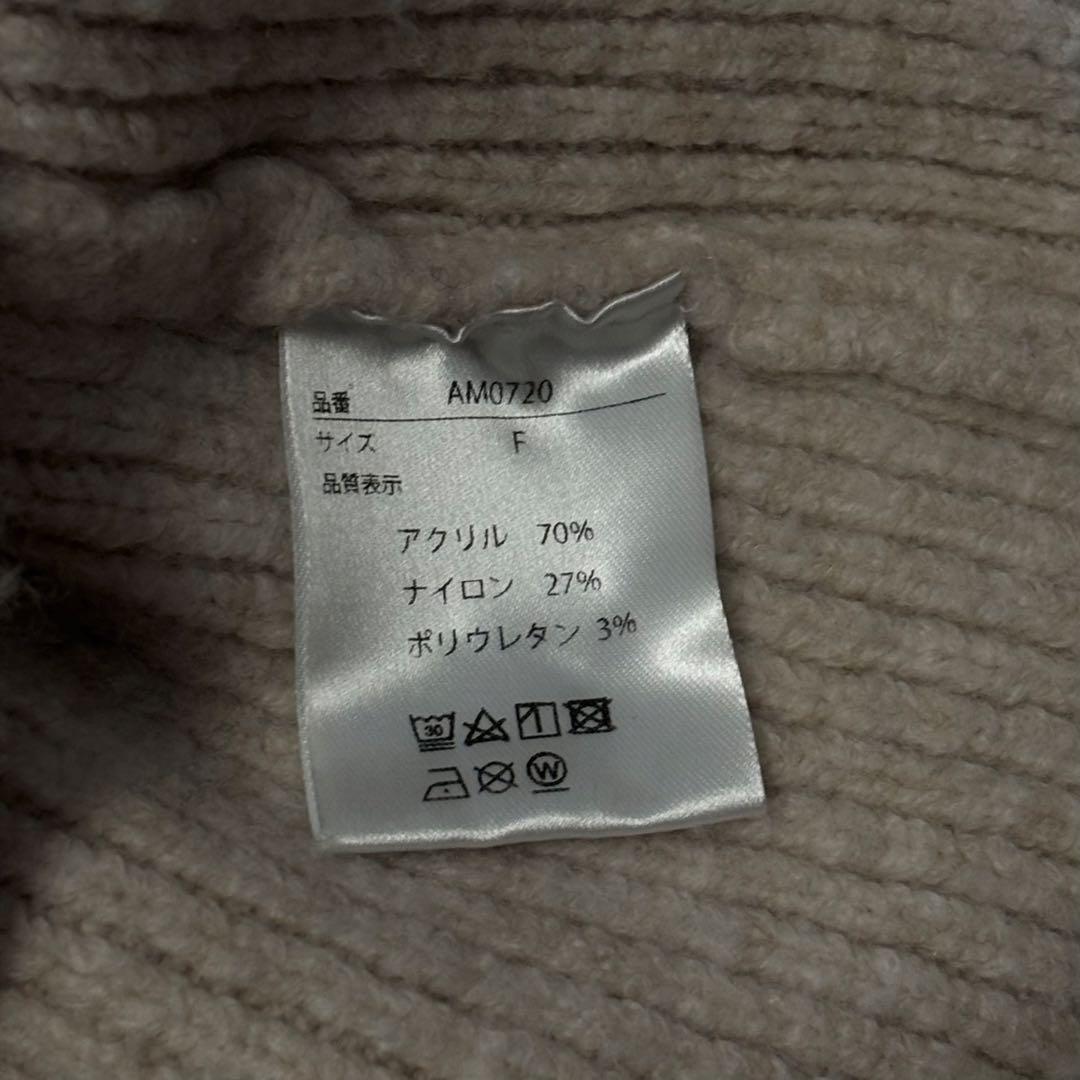 品番 AM0720
サイズ F
品質表示
アクリル 70%
ナイロン 27%
ポリウレタン 3%
30
W